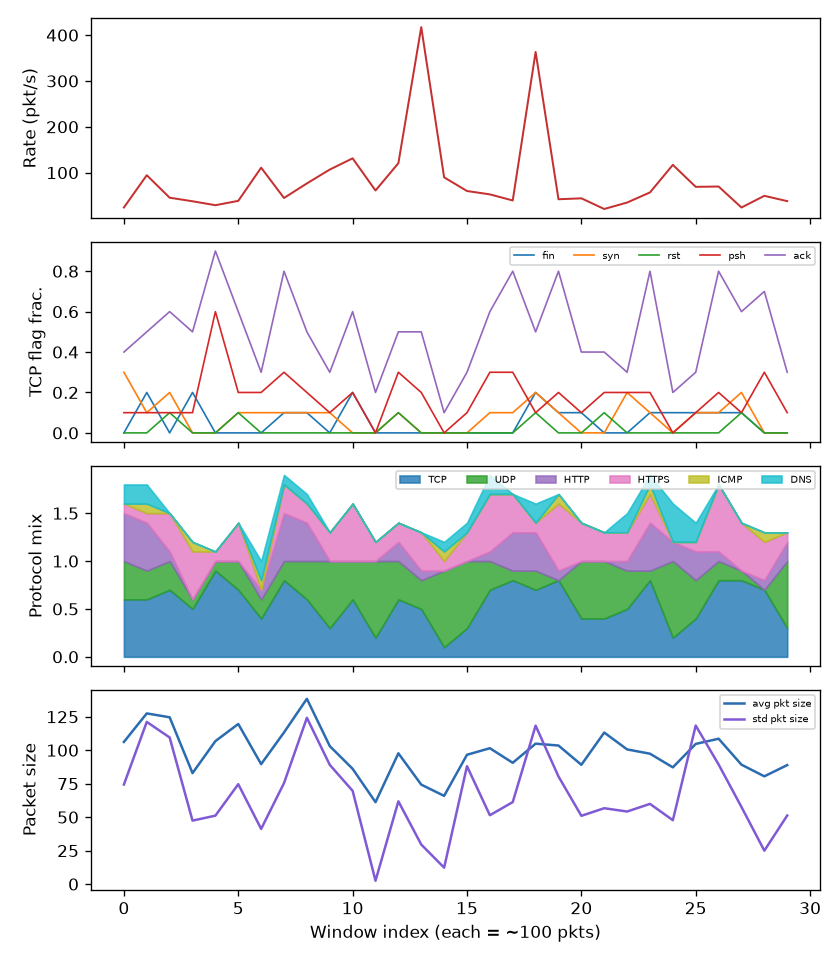 400
300
200
100
Rate (pkt/s)
fin syn rst psh ack
0.8
0.6
0.4
0.2
0.0
TCP flag frac.
TCP UDP HTTP HTTPS ICMP DNS
1.5
1.0
0.5
0.0
Protocol mix
avg pkt size
std pkt size
125
100
75
50
25
0
Packet size
0 5 10 15 20 25 30
Window index (each = ~100 pkts)